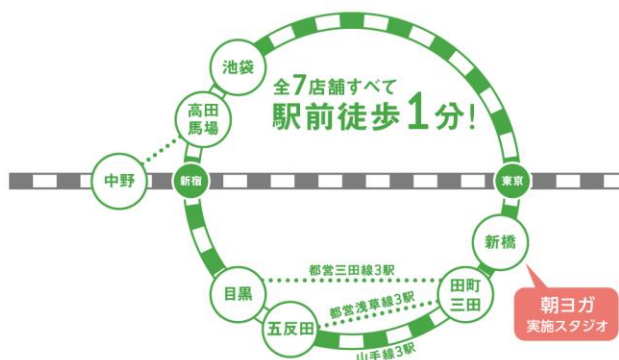 池袋
全7店舗すべて
駅前徒歩1分!
高田
馬場
中野
新宿
東京
新橋
都営三田線3駅
目黒
田町
三田
都営浅草線3駅
五反田
山手線3駅
朝ヨガ
実施スタジオ